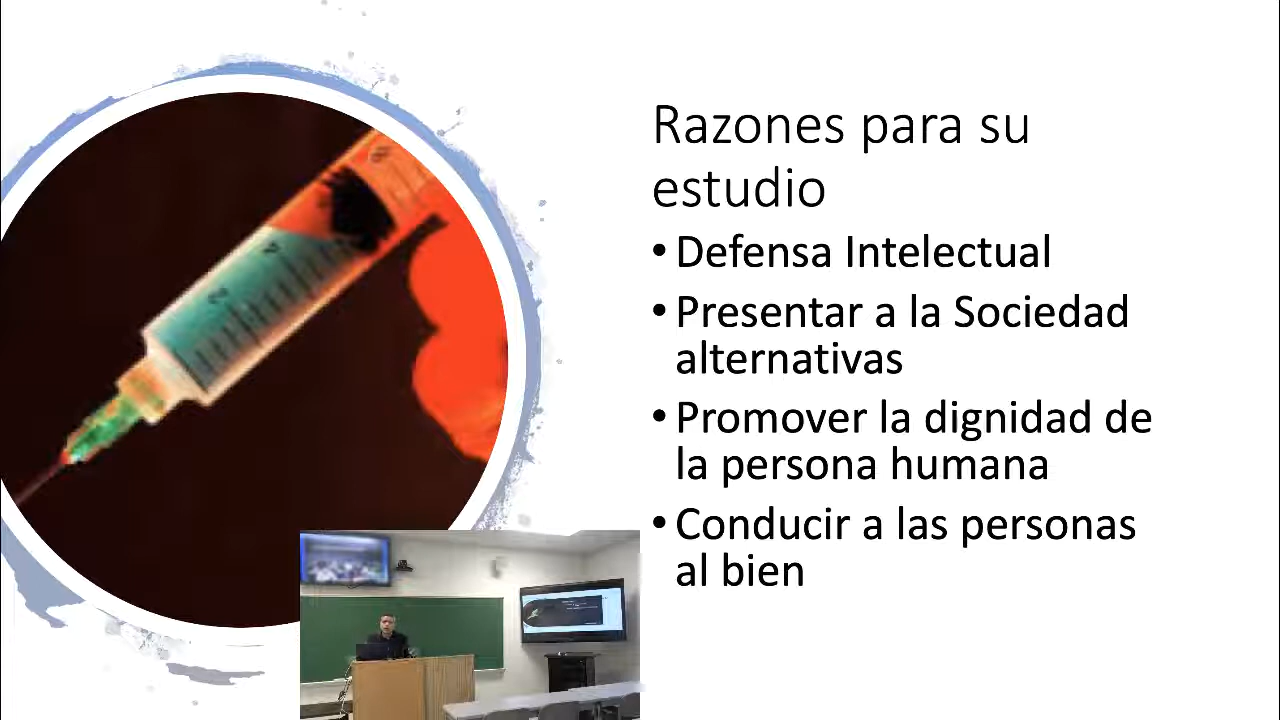 Razones para su
estudio
• Defensa Intelectual
• Presentar a la Sociedad
alternativas
• Promover la dignidad de
la persona humana
• Conducir a las personas
al bien